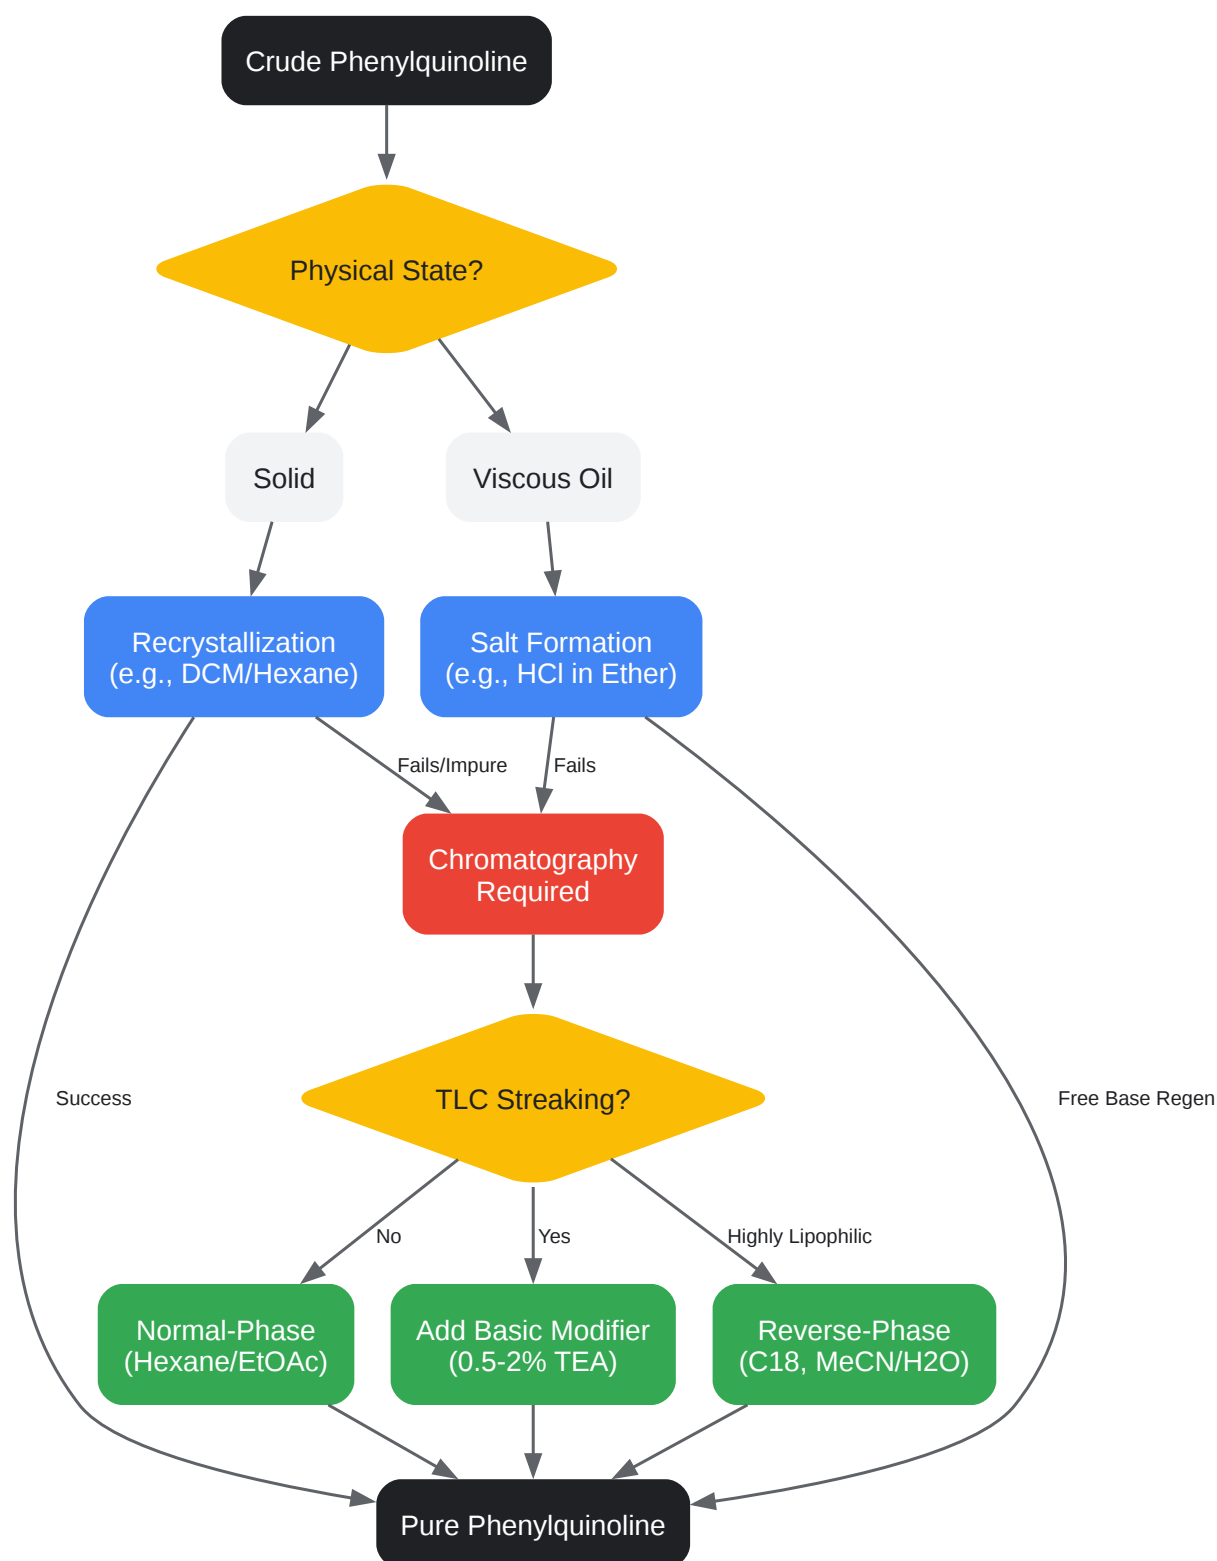 Crude Phenylquinoline
Physical State?
Solid
Viscous Oil
Recrystallization
(e.g., DCM/Hexane)
Salt Formation
(e.g., HCl in Ether)
Fails/Impure
Fails
Chromatography
Required
TLC Streaking?
Success
Free Base Regen
No
Yes
Highly Lipophilic
Normal-Phase
(Hexane/EtOAc)
Add Basic Modifier
(0.5-2% TEA)
Reverse-Phase
(C18, MeCN/H2O)
Pure Phenylquinoline